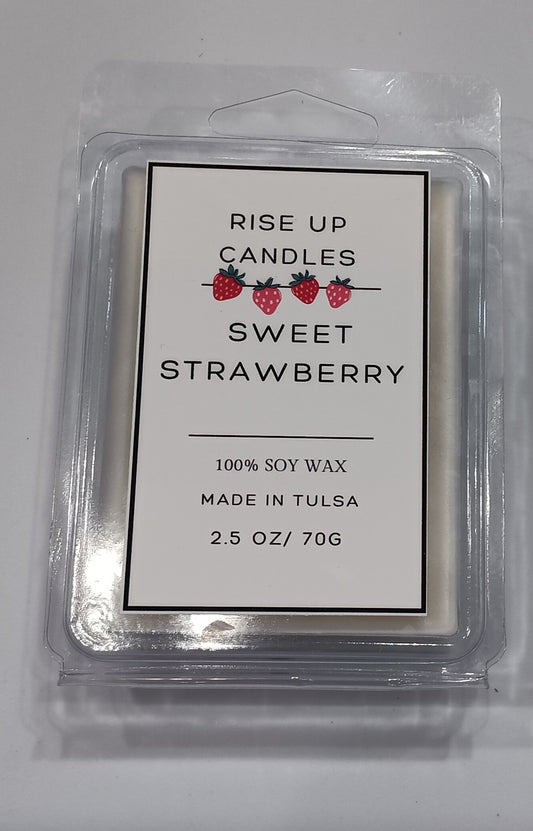 RISE UP
CANDLES
SWEET
STRAWBERRY
100% SOY WAX
MADE IN TULSA
2.5 OZ/ 70G